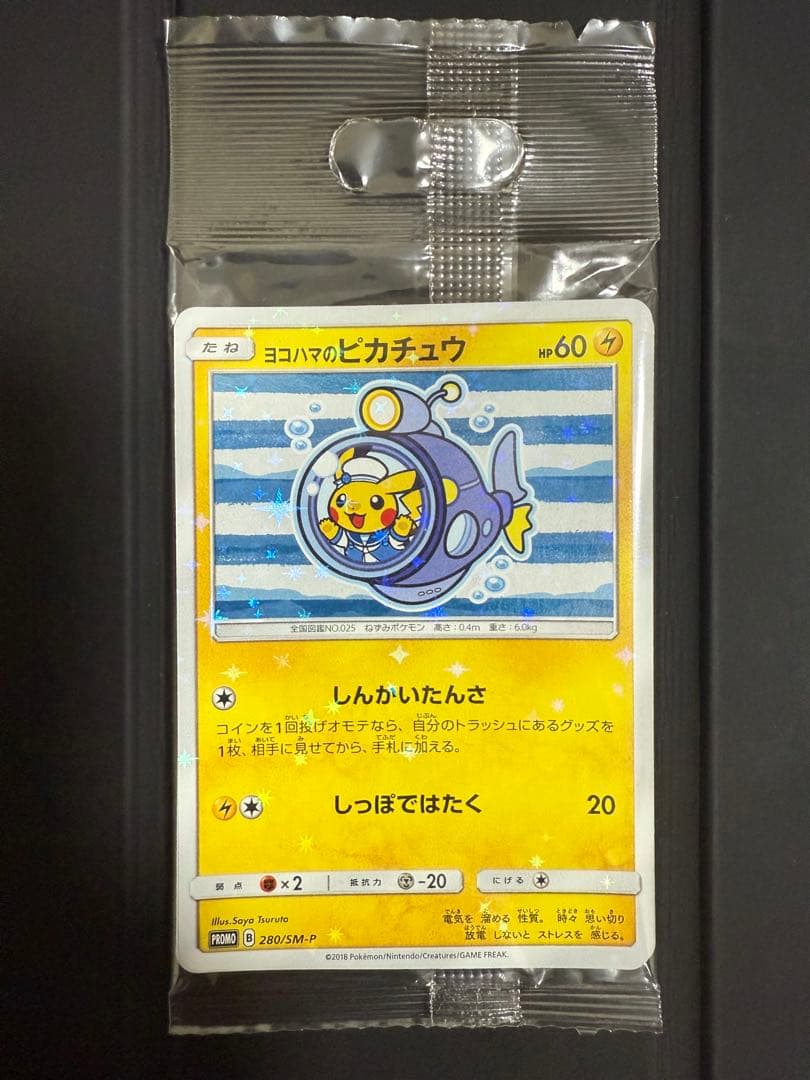 たね ヨコハマのピカチュウ HP60
全国図鑑NO.025 ねずみポケモン 高さ:0.4m 重さ:6.0kg
しんかいたんさ
コインを1回投げオモテなら、自分のトラッシュにあるグッズを
1枚、相手に見せてから、手札に加える。
しっぽではたく 20
弱点 ×2 抵抗力 -20 にげる
Illus.Saya Tsuruta
電気を 溜める 性質。 時々 思い切り
放電 しないと ストレスを 感じる。
PROMO B 280/SM-P
©2018 Pokémon/Nintendo/Creatures/GAME FREAK.